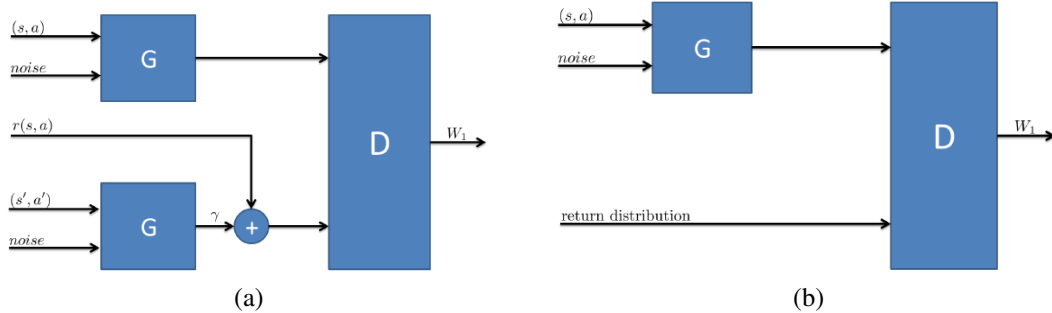 (s, a)
G
noise
r(s, a)
D
W₁
(s′, a′)
G
γ
+
noise
(a)
(s, a)
G
noise
D
W₁
return distribution
(b)